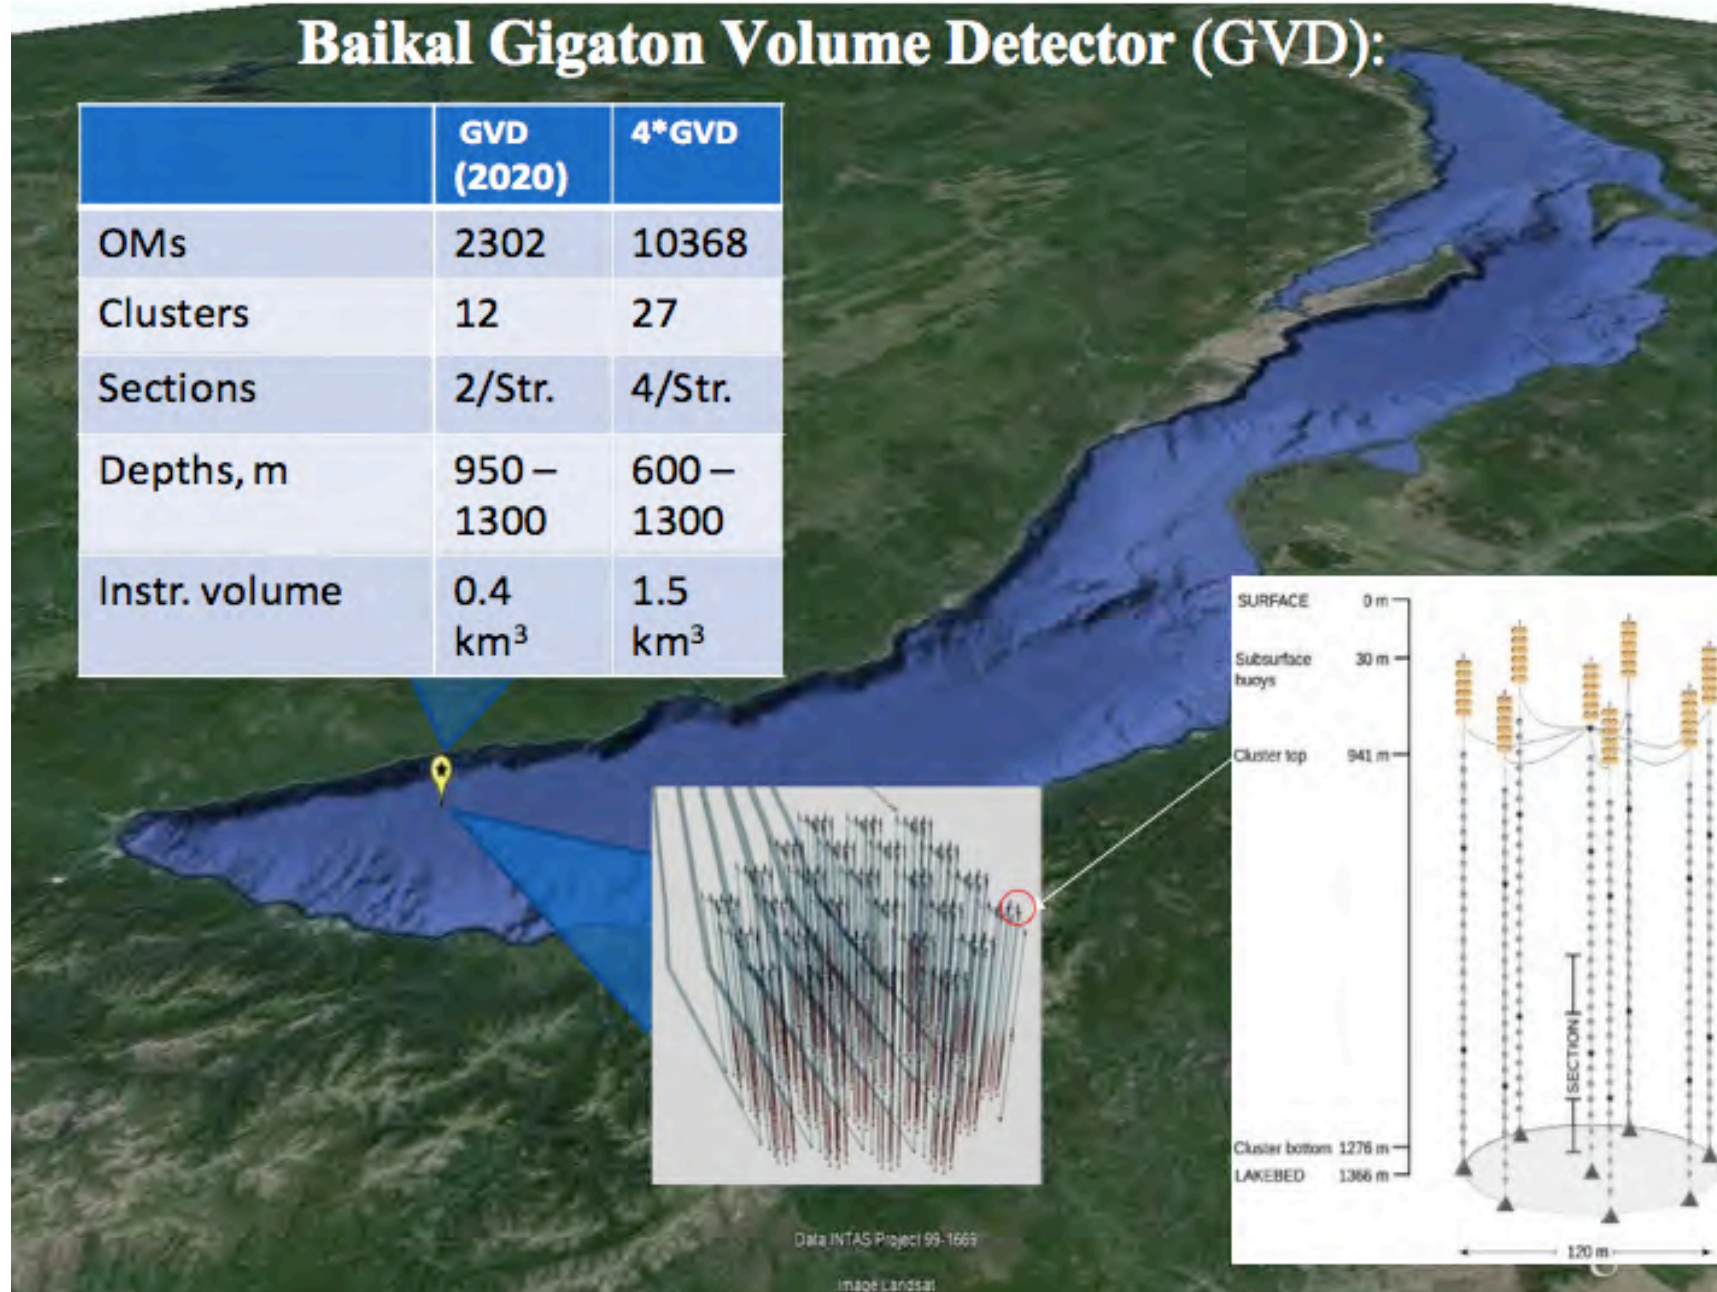 Baikal Gigaton Volume Detector (GVD):
GVD (2020) 4*GVD
OMs 2302 10368
Clusters 12 27
Sections 2/Str. 4/Str.
Depths, m 950 – 1300 600 – 1300
Instr. volume 0.4 km³ 1.5 km³
SURFACE 0 m
Subsurface buoys 30 m
Cluster top 941 m
SECTION
Cluster bottom 1276 m
LAKEBED 1366 m
120 m
Data INTAS Project 99-1669
Image Landsat